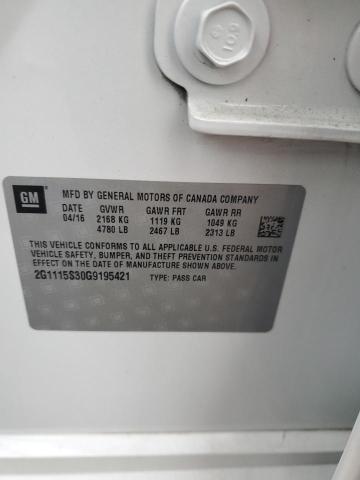 10.9
GM
MFD BY GENERAL MOTORS OF CANADA COMPANY
DATE GVWR GAWR FRT GAWR RR
04/16 2168 KG 1119 KG 1049 KG
4780 LB 2467 LB 2313 LB
THIS VEHICLE CONFORMS TO ALL APPLICABLE U.S. FEDERAL MOTOR
VEHICLE SAFETY, BUMPER, AND THEFT PREVENTION STANDARDS IN
EFFECT ON THE DATE OF MANUFACTURE SHOWN ABOVE.
2G1115S30G9195421 TYPE: PASS CAR